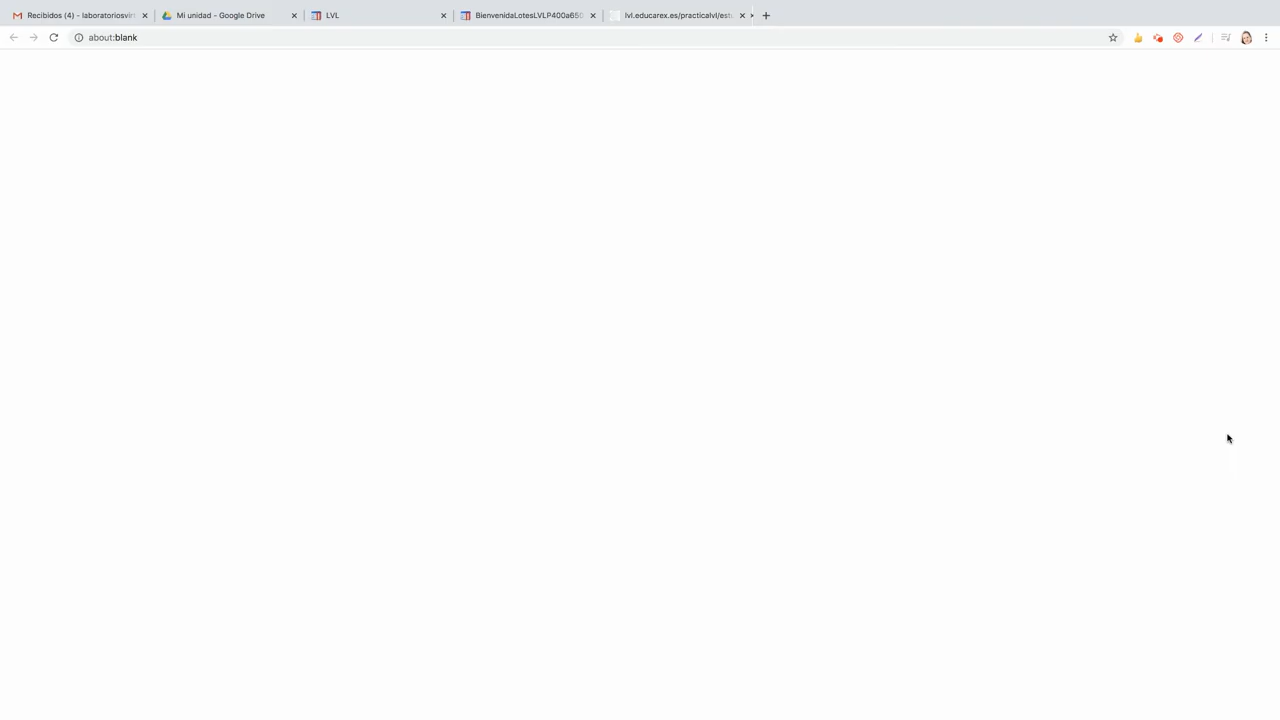 Recibidos (4) - laboratoriosvir
Mi unidad - Google Drive
LVL
BienvenidaLotesLVLP400a650
lvl.educarex.es/practicalvl/est
about:blank